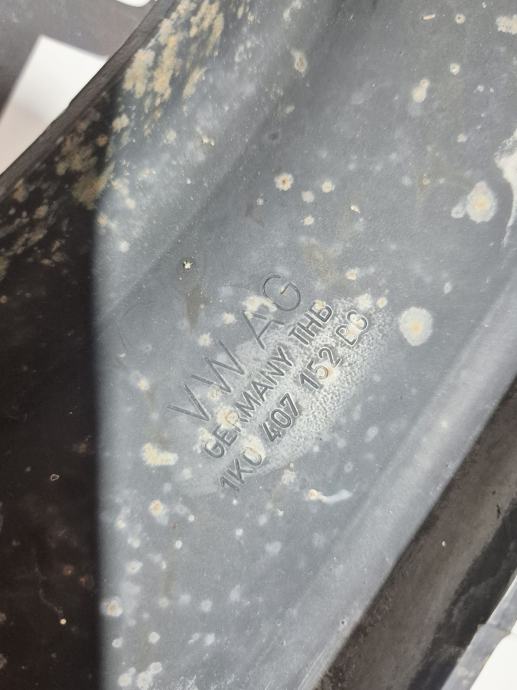 VW AG
GERMANY THB
1K0 407 152 BC